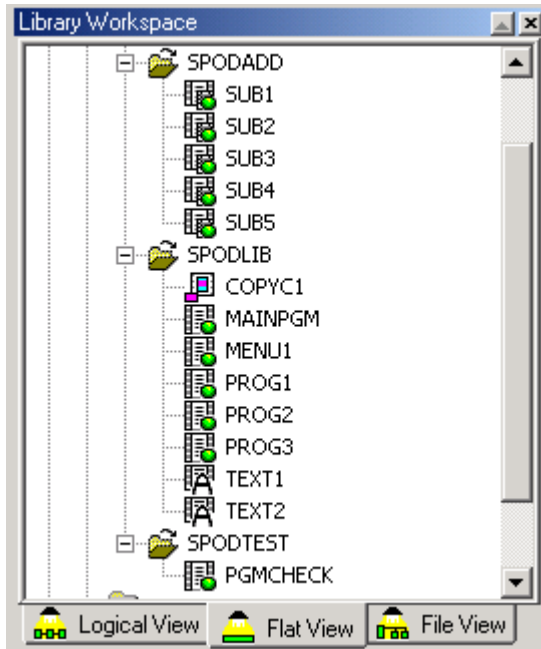 Library Workspace
SPODADD
SUB1
SUB2
SUB3
SUB4
SUB5
SPODLIB
COPYC1
MAINPGM
MENU1
PROG1
PROG2
PROG3
TEXT1
TEXT2
SPODTEST
PGMCHECK
Logical View Flat View File View